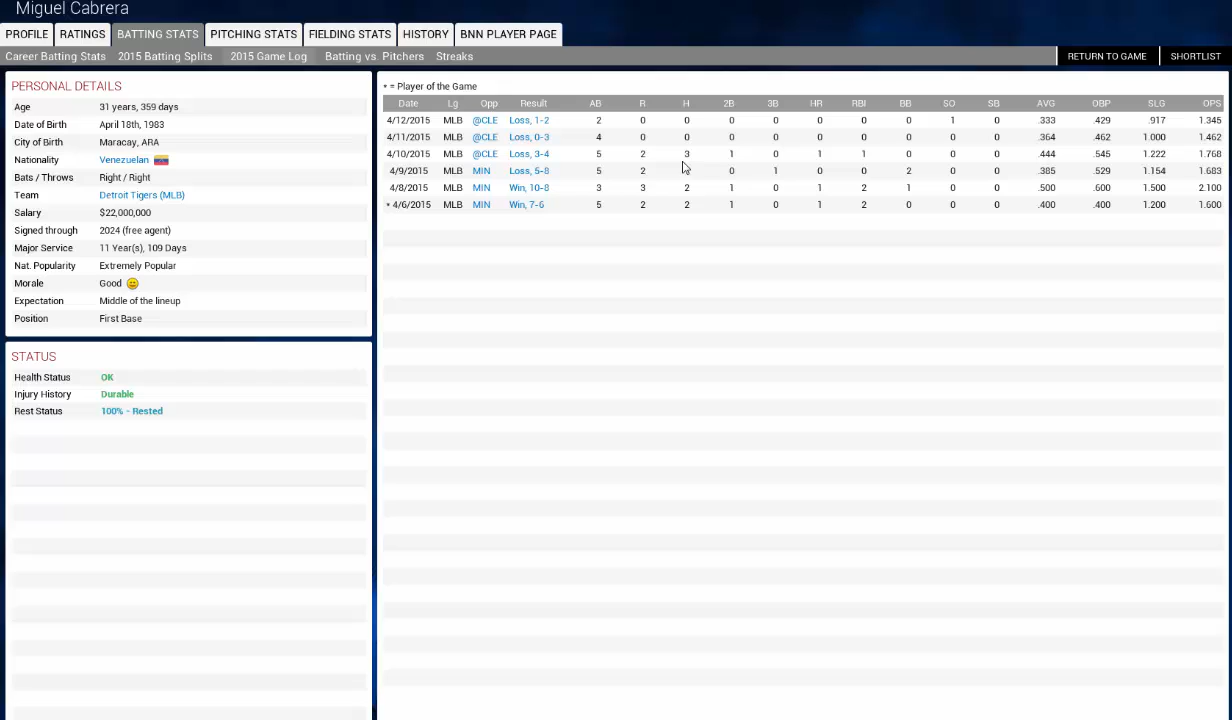 Miguel Cabrera
PROFILE RATINGS BATTING STATS PITCHING STATS FIELDING STATS HISTORY BNN PLAYER PAGE
Career Batting Stats 2015 Batting Splits 2015 Game Log Batting vs. Pitchers Streaks RETURN TO GAME SHORTLIST
PERSONAL DETAILS
Age 31 years, 359 days
Date of Birth April 18th, 1983
City of Birth Maracay, ARA
Nationality Venezuelan
Bats / Throws Right / Right
Team Detroit Tigers (MLB)
Salary $22,000,000
Signed through 2024 (free agent)
Major Service 11 Year(s), 109 Days
Nat. Popularity Extremely Popular
Morale Good
Expectation Middle of the lineup
Position First Base
STATUS
Health Status OK
Injury History Durable
Rest Status 100% - Rested
* = Player of the Game
Date Lg Opp Result AB R H 2B 3B HR RBI BB SO SB AVG OBP SLG OPS
4/12/2015 MLB @CLE Loss, 1-2 2 0 0 0 0 0 0 0 1 0 .333 .429 .917 1.345
4/11/2015 MLB @CLE Loss, 0-3 4 0 0 0 0 0 0 0 0 0 .364 .462 1.000 1.462
4/10/2015 MLB @CLE Loss, 3-4 5 2 3 1 0 1 1 0 0 0 .444 .545 1.222 1.768
4/9/2015 MLB MIN Loss, 5-8 5 2 0 1 0 0 2 0 0 .385 .529 1.154 1.683
4/8/2015 MLB MIN Win, 10-8 3 3 2 1 0 1 2 1 0 0 .500 .600 1.500 2.100
* 4/6/2015 MLB MIN Win, 7-6 5 2 2 1 0 1 2 0 0 0 .400 .400 1.200 1.600